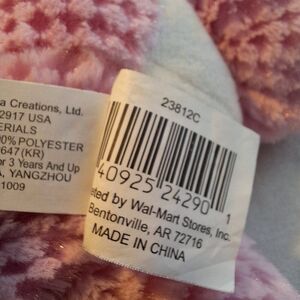 a Creations, Ltd.
2917 USA
ERIALS
00% POLYESTER
647(KR)
or 3 Years And Up
A, YANGZHOU
1009
23812C
40925 24290 1
ted by Wal-Mart Stores, Inc.
Bentonville, AR 72716
MADE IN CHINA